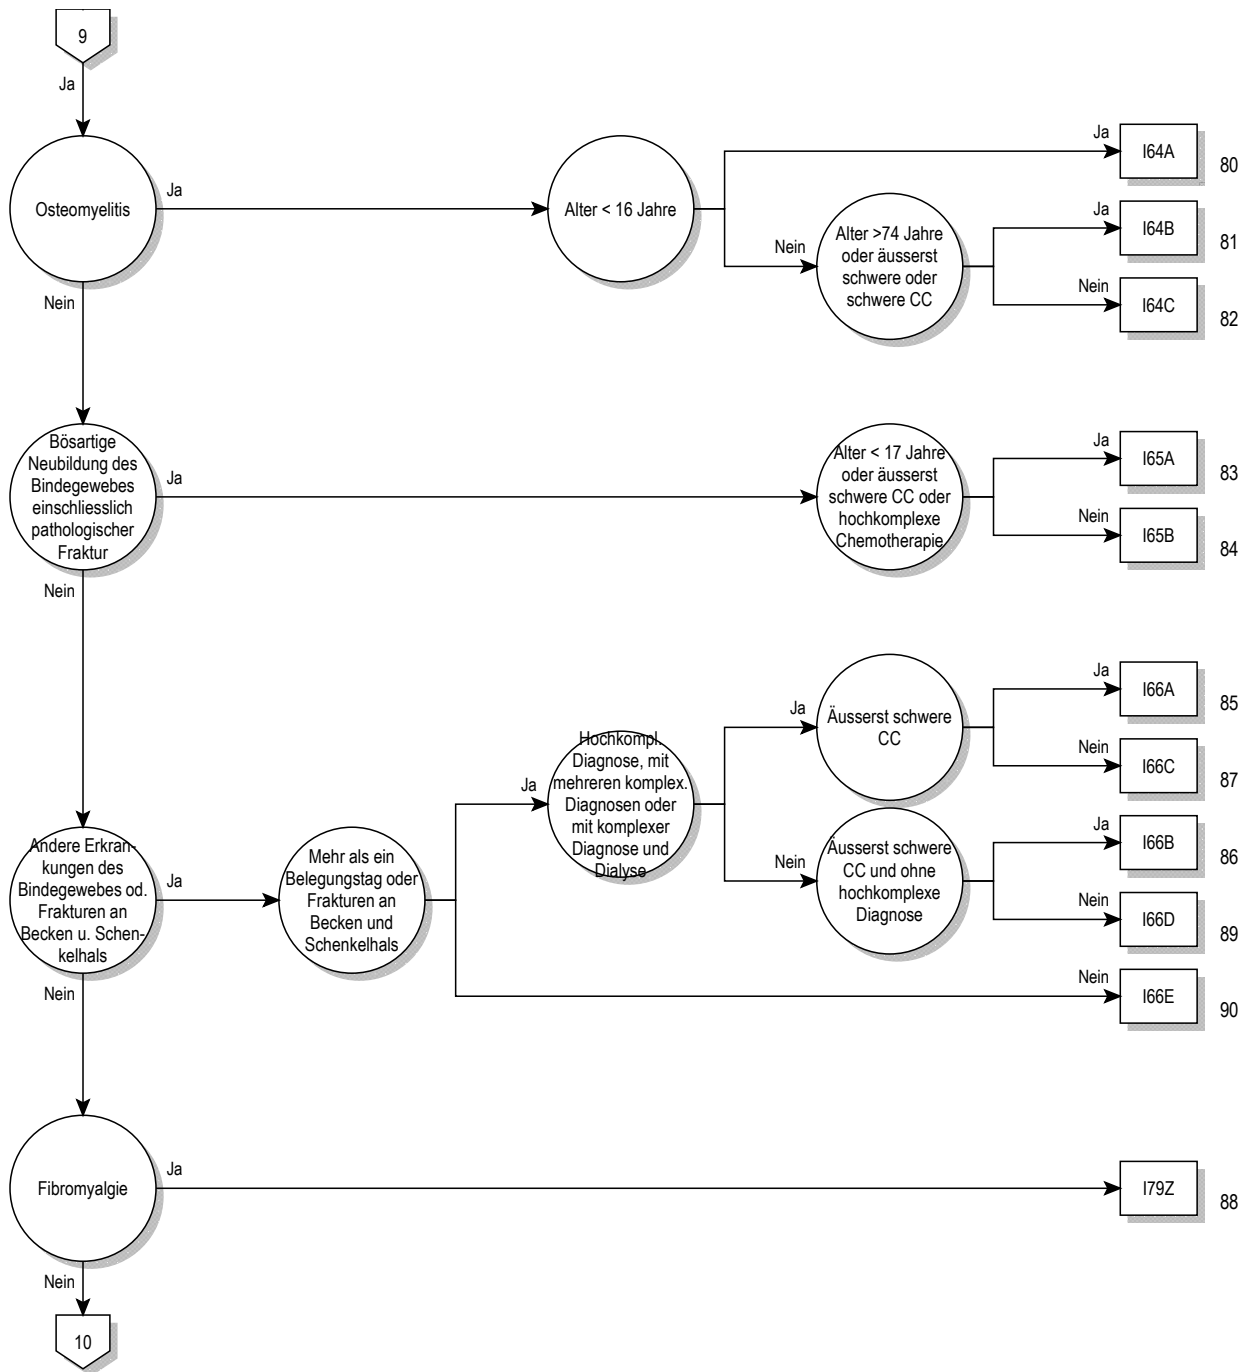 9
Ja
Osteomyelitis
Ja
Alter < 16 Jahre
Ja
I64A
80
Nein
Alter >74 Jahre
oder äusserst
schwere oder
schwere CC
Ja
I64B
81
Nein
I64C
82
Nein
Bösartige
Neubildung des
Bindegewebes
einschliesslich
pathologischer
Fraktur
Ja
Alter < 17 Jahre
oder äusserst
schwere CC oder
hochkomplexe
Chemotherapie
Ja
I65A
83
Nein
I65B
84
Nein
Andere Erkran-
kungen des
Bindegewebes od.
Frakturen an
Becken u. Schen-
kelhals
Ja
Mehr als ein
Belegungstag oder
Frakturen an
Becken und
Schenkelhals
Ja
Hochkompl.
Diagnose, mit
mehreren komplex.
Diagnosen oder
mit komplexer
Diagnose und
Dialyse
Ja
Äusserst schwere
CC
Ja
I66A
85
Nein
I66C
87
Nein
Äusserst schwere
CC und ohne
hochkomplexe
Diagnose
Ja
I66B
86
Nein
I66D
89
Nein
I66E
90
Nein
Fibromyalgie
Ja
I79Z
88
Nein
10